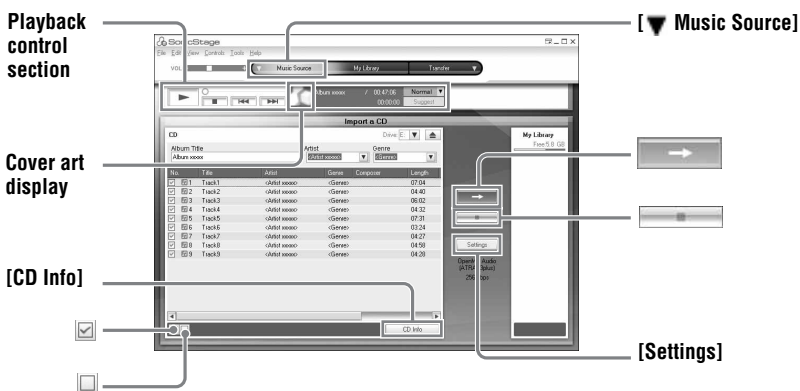 Playback
control
section
[▼ Music Source]
SonicStage
File Edit View Controls Tools Help
VOL
Music Source
My Library
Transfer
Album xxxxx / 00:47:06 Normal
00:00:00 Suggest
Import a CD
CD
Drive E:
My Library
Free 5.8 GB
Album Title Artist Genre
Album xxxxx <Artist xxxxx> <Genre>
No. Title Artist Genre Composer Length
1 Track1 <Artist xxxxx> <Genre> 07:04
2 Track2 <Artist xxxxx> <Genre> 04:40
3 Track3 <Artist xxxxx> <Genre> 06:02
4 Track4 <Artist xxxxx> <Genre> 04:32
5 Track5 <Artist xxxxx> <Genre> 07:31
6 Track6 <Artist xxxxx> <Genre> 03:24
7 Track7 <Artist xxxxx> <Genre> 04:27
8 Track8 <Artist xxxxx> <Genre> 04:58
9 Track9 <Artist xxxxx> <Genre> 04:28
Cover art
display
Settings
Audio
[CD Info]
CD Info
[Settings]